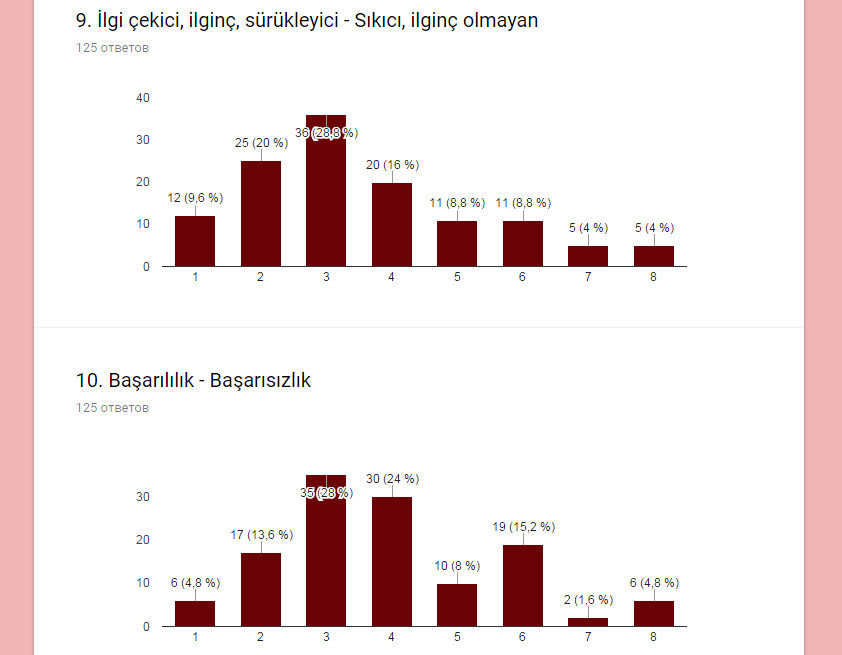 9. İlgi çekici, ilginç, sürükleyici - Sıkıcı, ilginç olmayan
125 ответов
40
30
20
10
0
12 (9,6 %)
25 (20 %)
36 (28,8 %)
20 (16 %)
11 (8,8 %)
11 (8,8 %)
5 (4 %)
5 (4 %)
1 2 3 4 5 6 7 8
10. Başarılılık - Başarısızlık
125 ответов
30
20
10
0
6 (4,8 %)
17 (13,6 %)
35 (28 %)
30 (24 %)
10 (8 %)
19 (15,2 %)
2 (1,6 %)
6 (4,8 %)
1 2 3 4 5 6 7 8